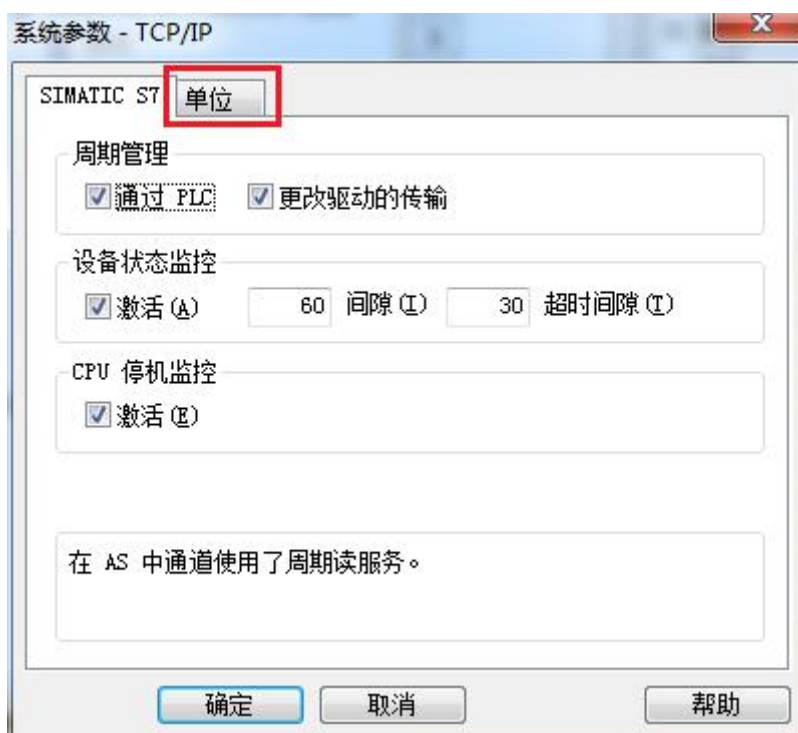 系统参数 - TCP/IP
SIMATIC S7 单位
周期管理
通过 PLC 更改驱动的传输
设备状态监控
激活(A) 60 间隙(I) 30 超时间隙(T)
CPU 停机监控
激活(E)
在 AS 中通道使用了周期读服务。
确定 取消 帮助